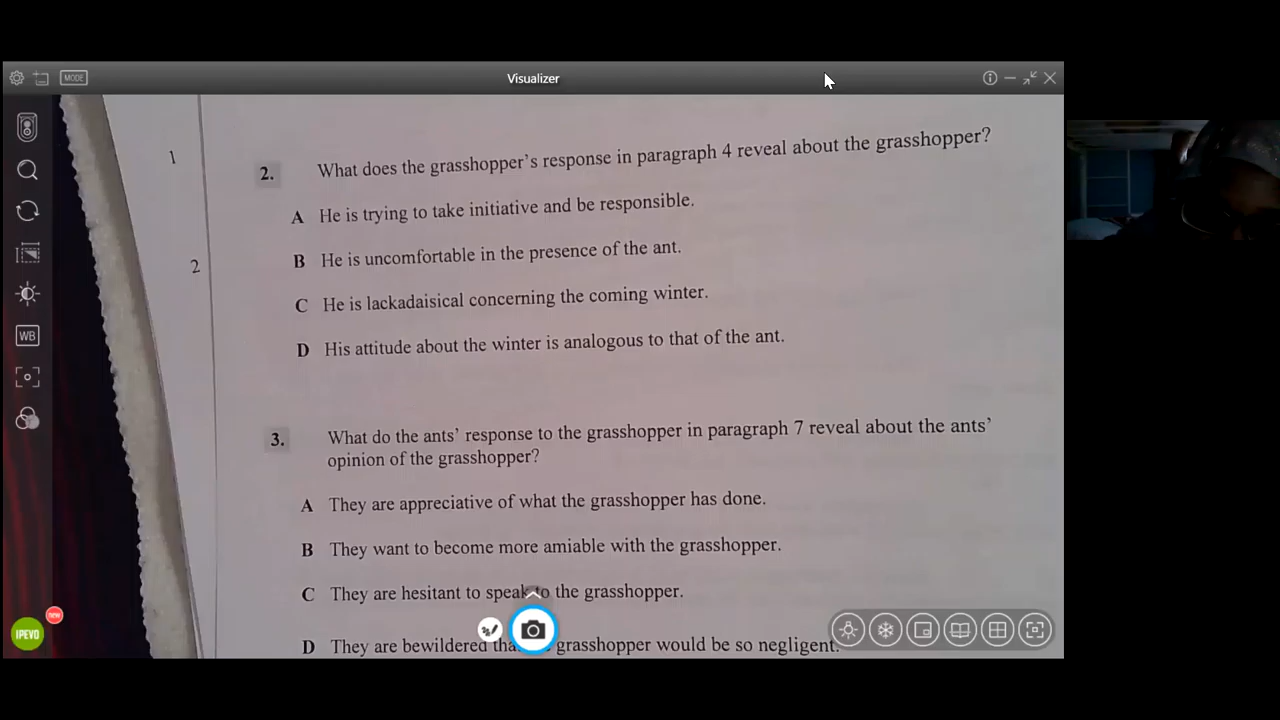 MODE
Visualizer
1
2. What does the grasshopper's response in paragraph 4 reveal about the grasshopper?
A He is trying to take initiative and be responsible.
2
B He is uncomfortable in the presence of the ant.
C He is lackadaisical concerning the coming winter.
D His attitude about the winter is analogous to that of the ant.
WB
3. What do the ants' response to the grasshopper in paragraph 7 reveal about the ants'
opinion of the grasshopper?
A They are appreciative of what the grasshopper has done.
B They want to become more amiable with the grasshopper.
C They are hesitant to speak to the grasshopper.
D They are bewildered grasshopper would be so negligent.
new
IPEVO